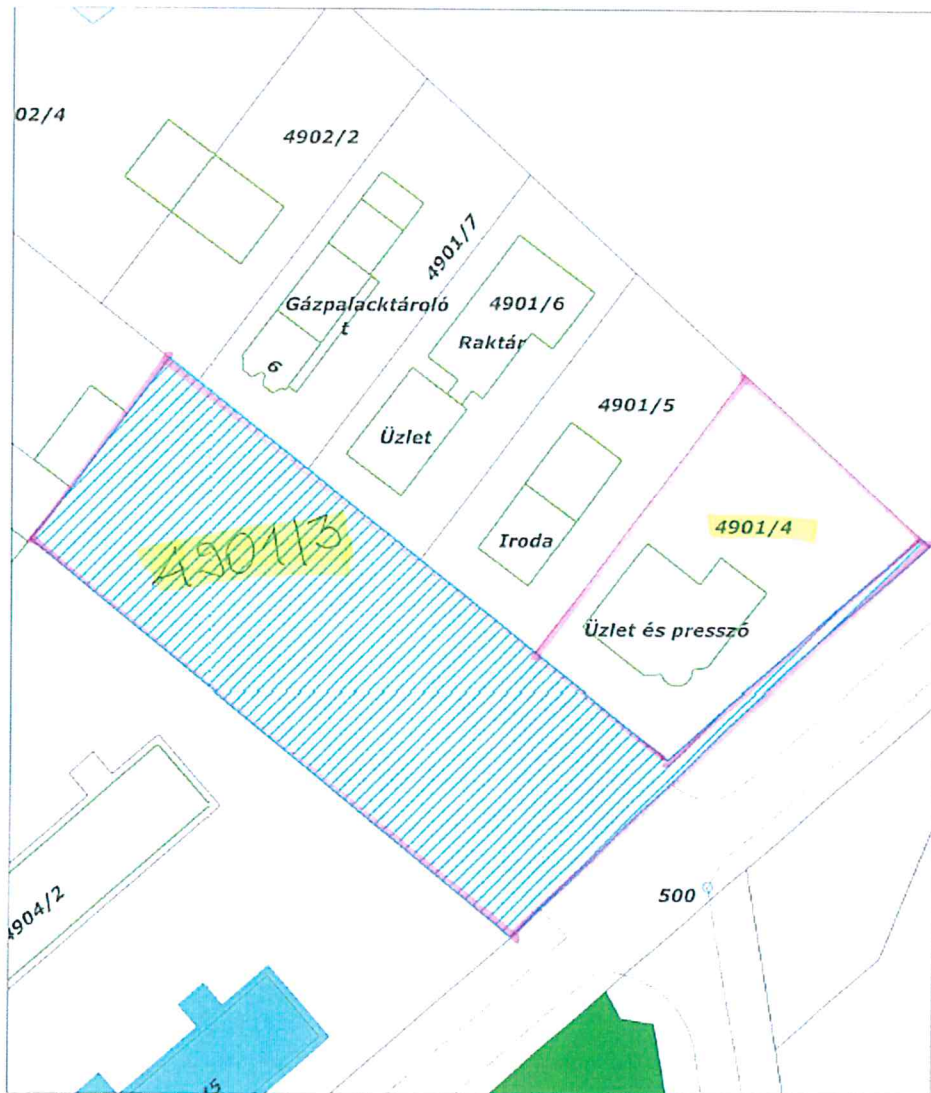 02/4
4902/2
4901/7
Gázpalacktároló
t
6
4901/6
Raktár
Üzlet
4901/5
Iroda
4901/4
Üzlet és presszó
4901/3
500
4904/2